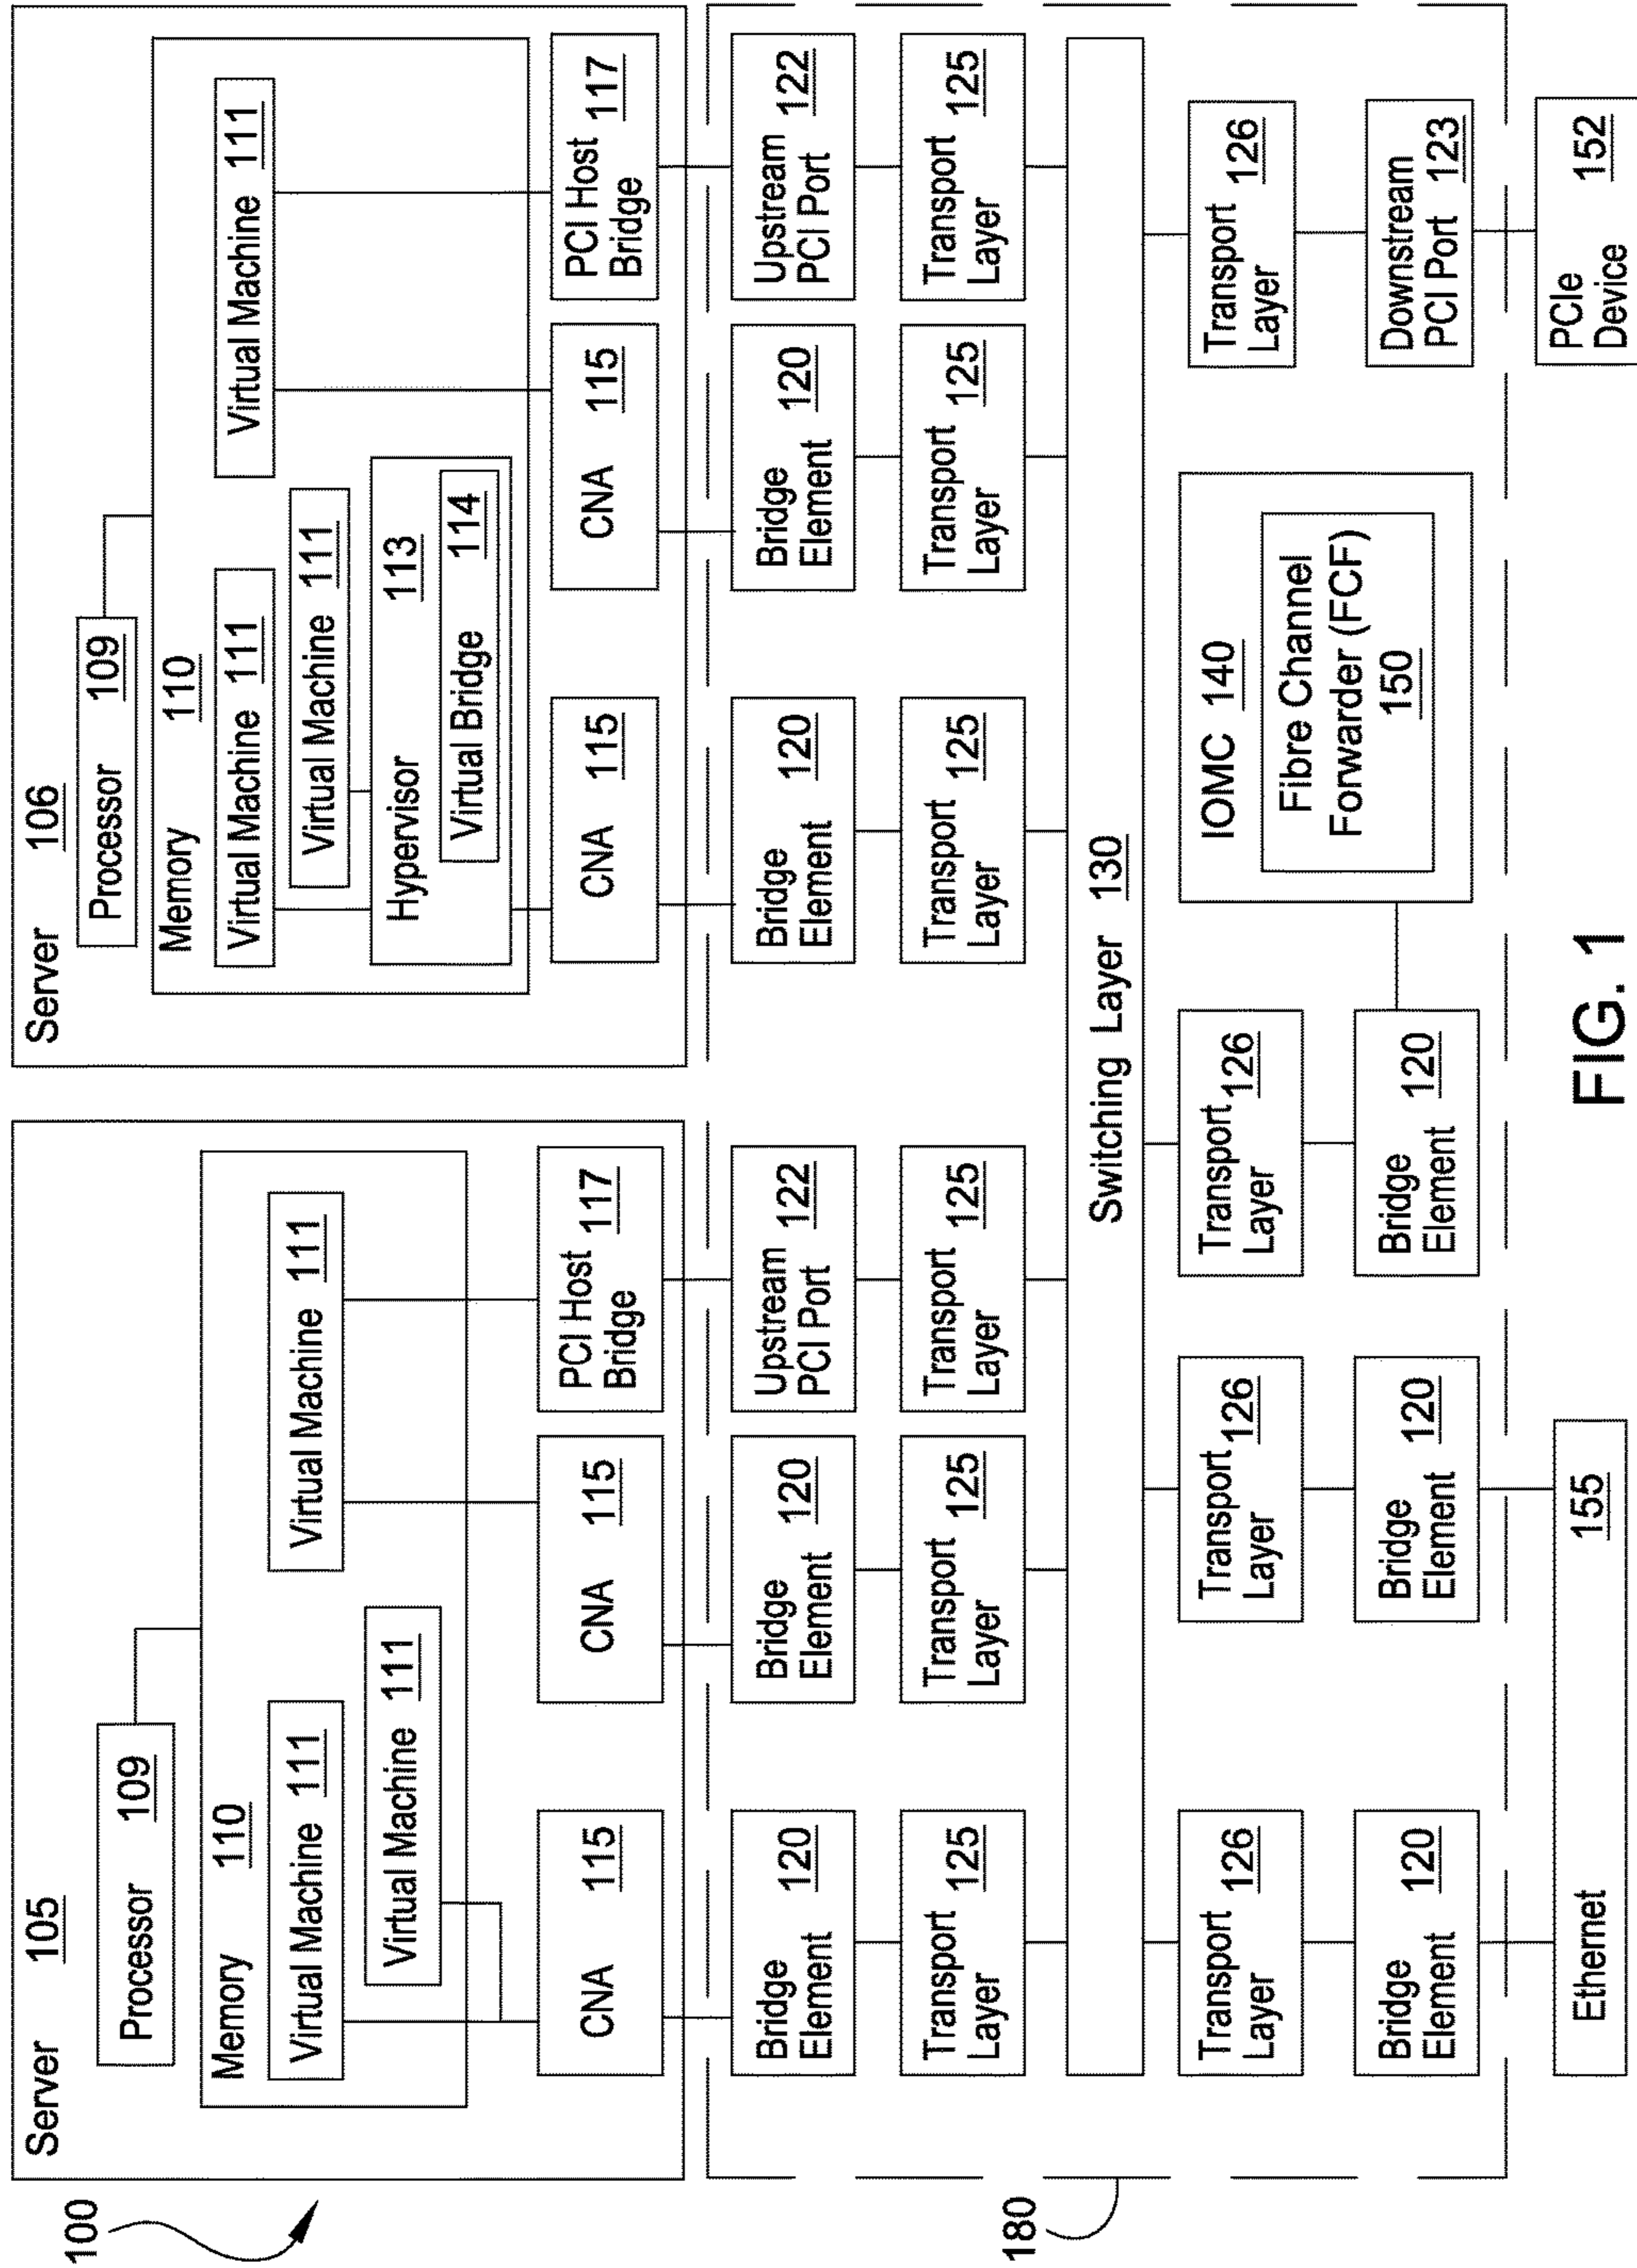 100
Server 105
Processor 109
Memory 110
Virtual Machine 111
Virtual Machine 111
Virtual Machine 111
CNA 115
CNA 115
PCI Host
Bridge 117
Server 106
Processor 109
Memory 110
Virtual Machine 111
Virtual Machine 111
Virtual Machine 111
Hypervisor 113
Virtual Bridge 114
CNA 115
CNA 115
PCI Host
Bridge 117
180
Bridge
Element 120
Bridge
Element 120
Upstream
PCI Port 122
Bridge
Element 120
Bridge
Element 120
Upstream
PCI Port 122
Transport
Layer 125
Transport
Layer 125
Transport
Layer 125
Transport
Layer 125
Transport
Layer 125
Transport
Layer 125
Switching Layer 130
Transport
Layer 126
Transport
Layer 126
Transport
Layer 126
IOMC 140
Fibre Channel
Forwarder (FCF)
150
Transport
Layer 126
Bridge
Element 120
Bridge
Element 120
Bridge
Element 120
Downstream
PCI Port 123
Ethernet 155
PCIe
Device 152
FIG. 1